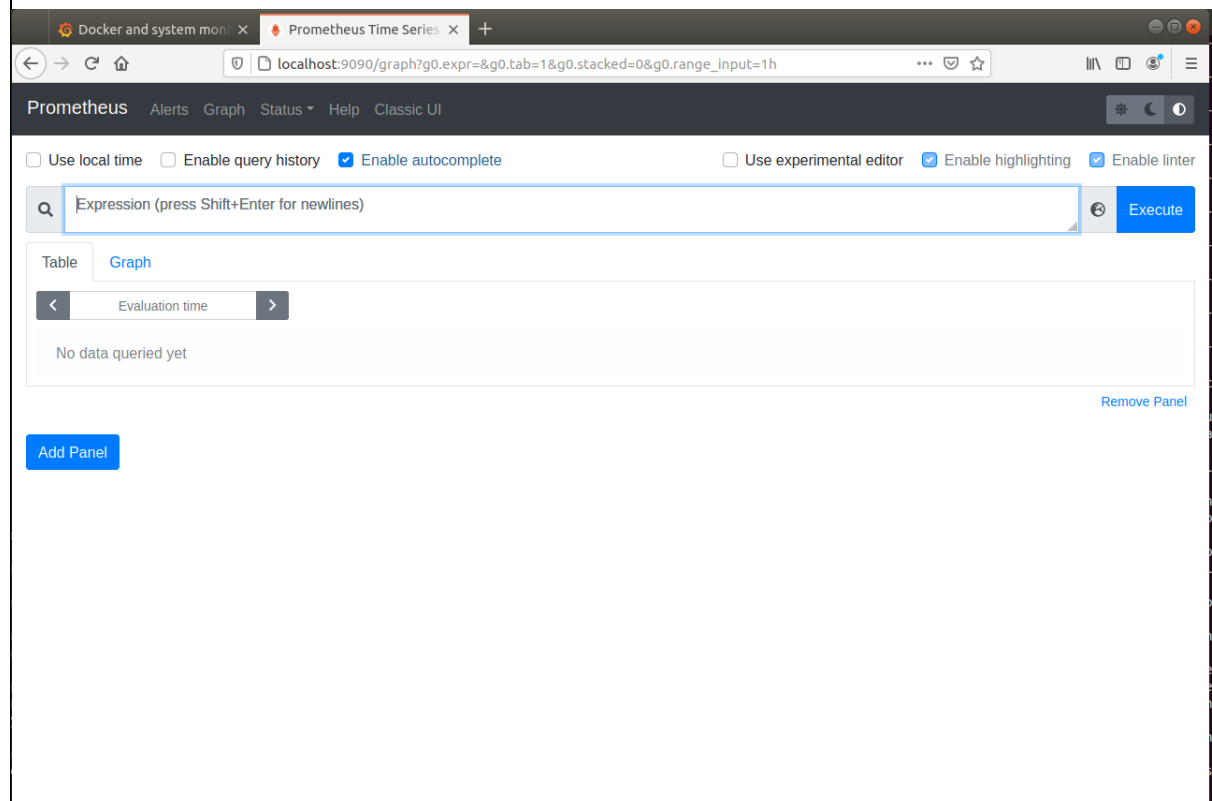 Docker and system moni
Prometheus Time Series
localhost:9090/graph?g0.expr=&g0.tab=1&g0.stacked=0&g0.range_input=1h
Prometheus Alerts Graph Status Help Classic UI
Use local time Enable query history Enable autocomplete Use experimental editor Enable highlighting Enable linter
Expression (press Shift+Enter for newlines) Execute
Table Graph
Evaluation time
No data queried yet
Remove Panel
Add Panel